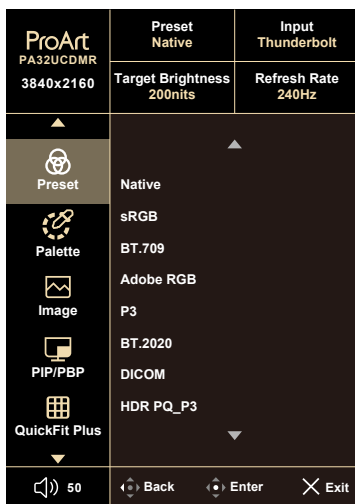 ProArt
PA32UCDMR
3840x2160
Preset
Native
Input
Thunderbolt
Target Brightness
200nits
Refresh Rate
240Hz
Preset
Palette
Image
PIP/PBP
QuickFit Plus
Native
sRGB
BT.709
Adobe RGB
P3
BT.2020
DICOM
HDR PQ_P3
50
Back
Enter
Exit